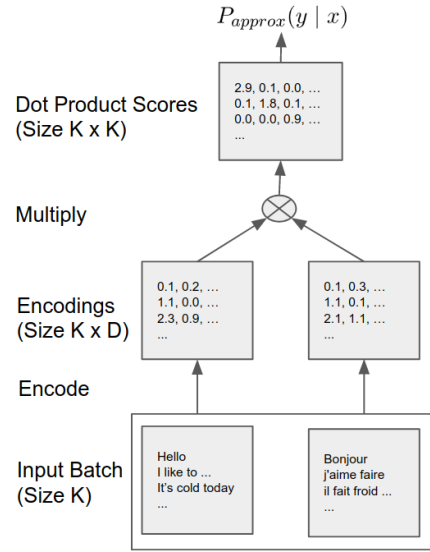 P_{approx}(y | x)
Dot Product Scores
(Size K x K)
2.9, 0.1, 0.0, ...
0.1, 1.8, 0.1, ...
0.0, 0.0, 0.9, ...
...
Multiply
Encodings
(Size K x D)
0.1, 0.2, ...
1.1, 0.0, ...
2.3, 0.9, ...
...
0.1, 0.3, ...
1.1, 0.1, ...
2.1, 1.1, ...
...
Encode
Input Batch
(Size K)
Hello
I like to ...
It's cold today
...
Bonjour
j'aime faire
il fait froid ...
...